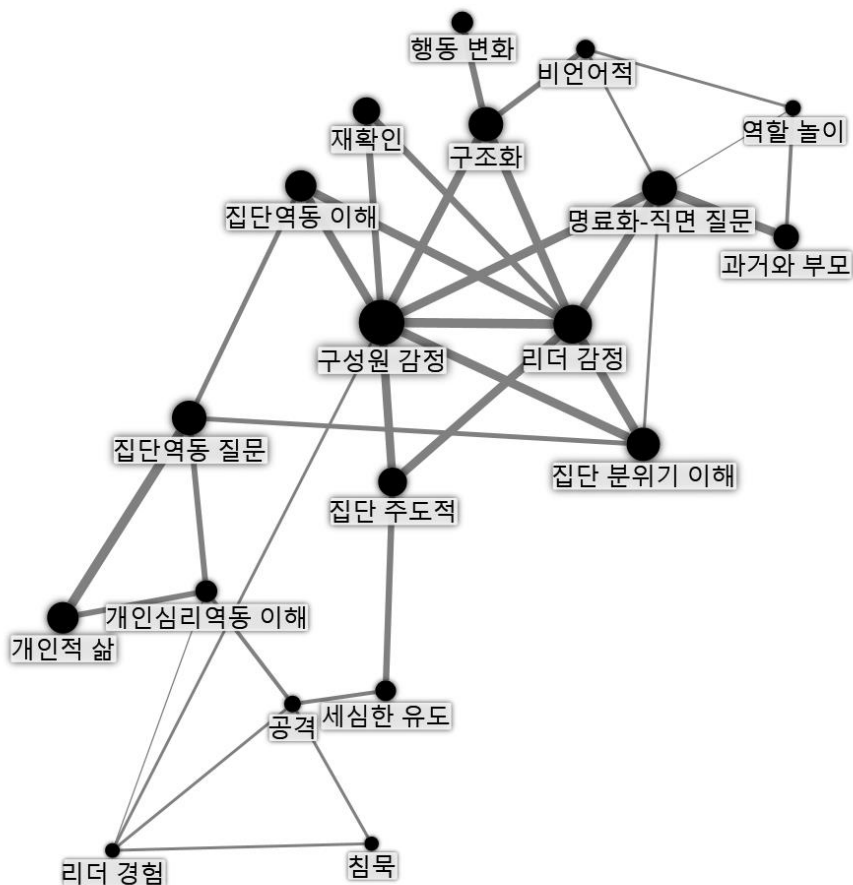 행동 변화
비언어적
재확인
구조화
역할 놀이
집단역동 이해
명료화-직면 질문
과거와 부모
구성원 감정
리더 감정
집단역동 질문
집단 분위기 이해
집단 주도적
개인심리역동 이해
개인적 삶
공격
세심한 유도
리더 경험
침묵